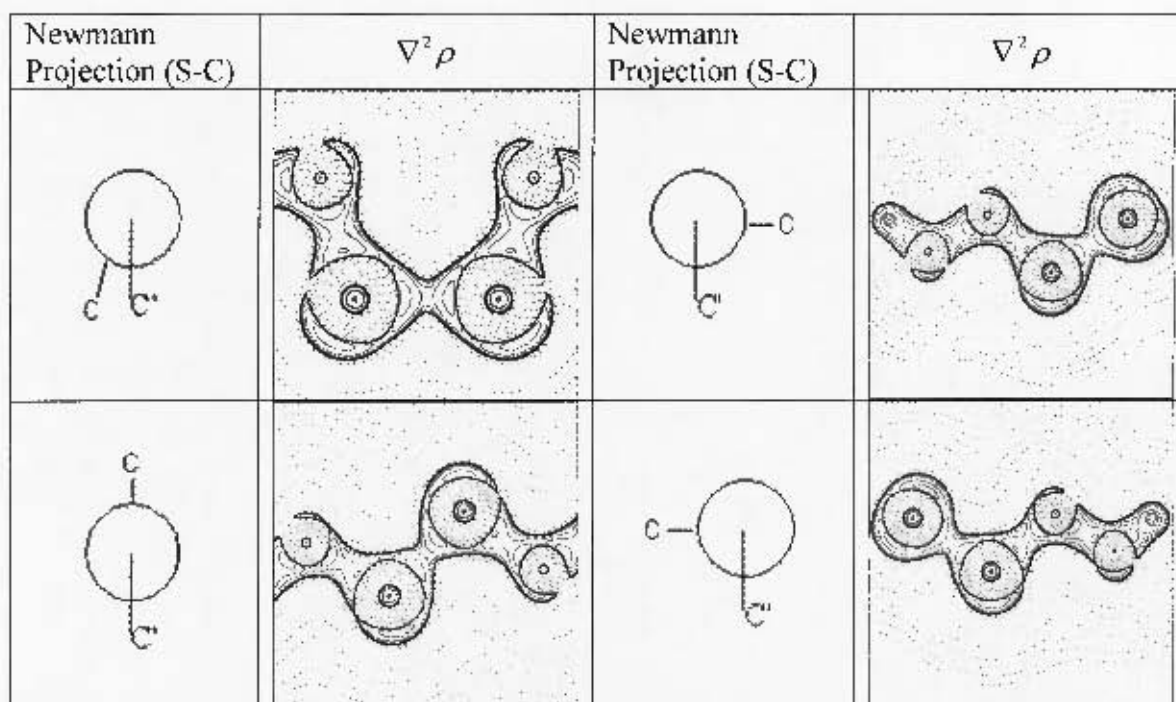 Newmann
Projection (S-C)
∇²ρ
Newmann
Projection (S-C)
∇²ρ
C
C"
C
C"
C
C"
C
C"